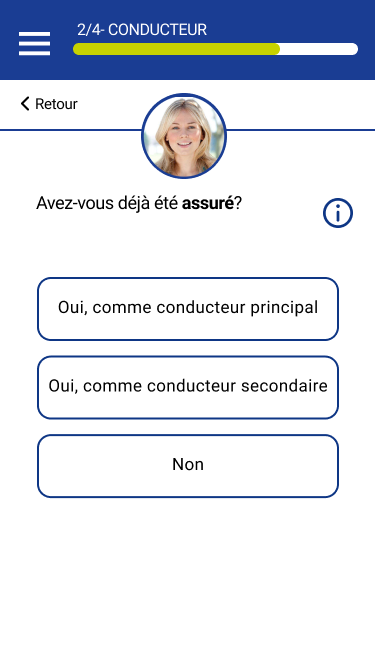 2/4- CONDUCTEUR
Retour
Avez-vous déjà été assuré?
Oui, comme conducteur principal
Oui, comme conducteur secondaire
Non